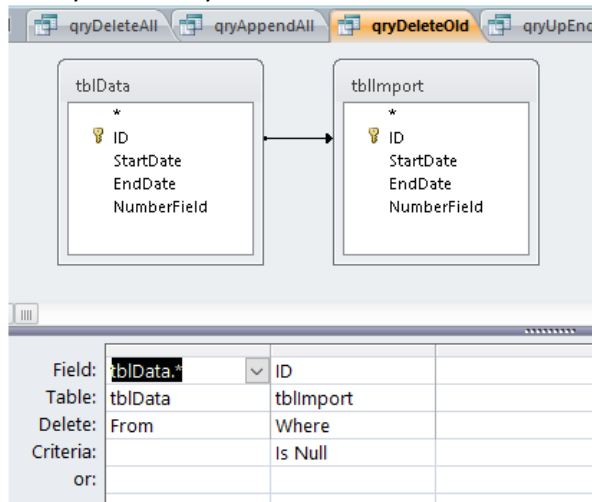 qryDeleteAll qryAppendAll qryDeleteOld qryUpEnd
tblData tblImport
* *
ID ID
StartDate StartDate
EndDate EndDate
NumberField NumberField
Field: tblData.* ID
Table: tblData tblImport
Delete: From Where
Criteria: Is Null
or: